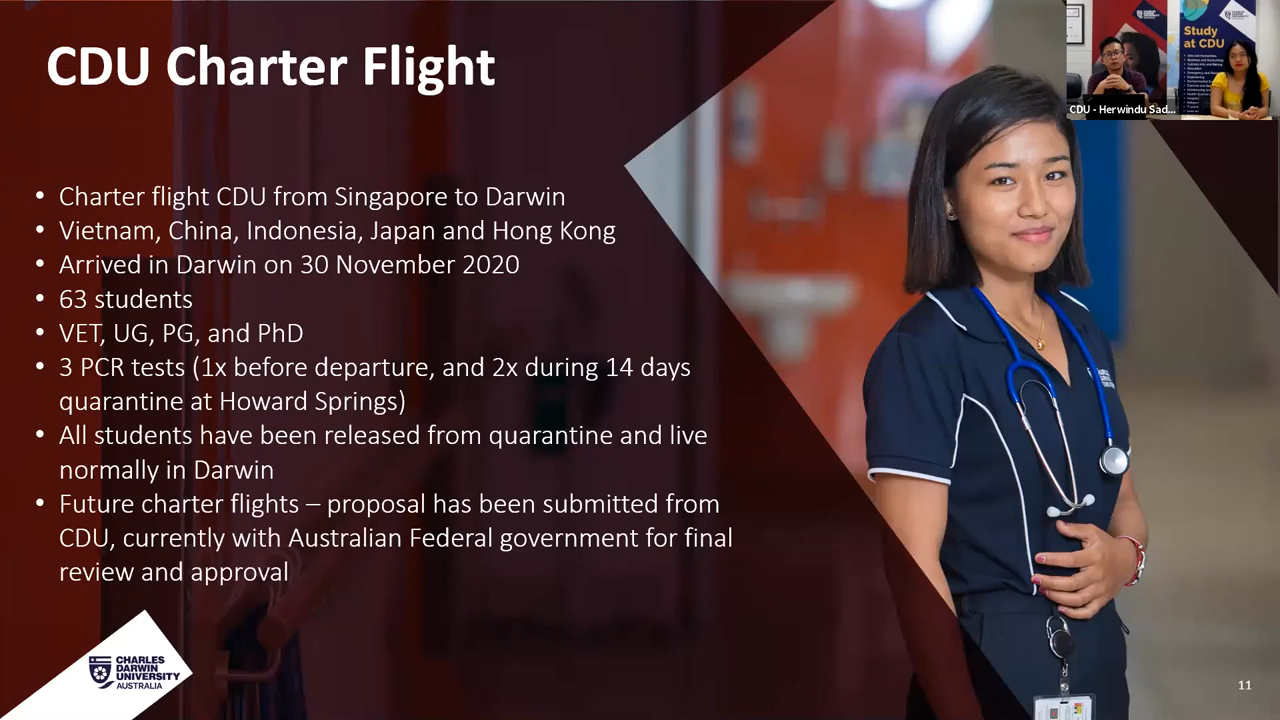 CDU Charter Flight
• Charter flight CDU from Singapore to Darwin
• Vietnam, China, Indonesia, Japan and Hong Kong
• Arrived in Darwin on 30 November 2020
• 63 students
• VET, UG, PG, and PhD
• 3 PCR tests (1x before departure, and 2x during 14 days
quarantine at Howard Springs)
• All students have been released from quarantine and live
normally in Darwin
• Future charter flights – proposal has been submitted from
CDU, currently with Australian Federal government for final
review and approval
CHARLES
DARWIN
UNIVERSITY
AUSTRALIA
Study
at CDU
CDU - Herwindu Sad...
11